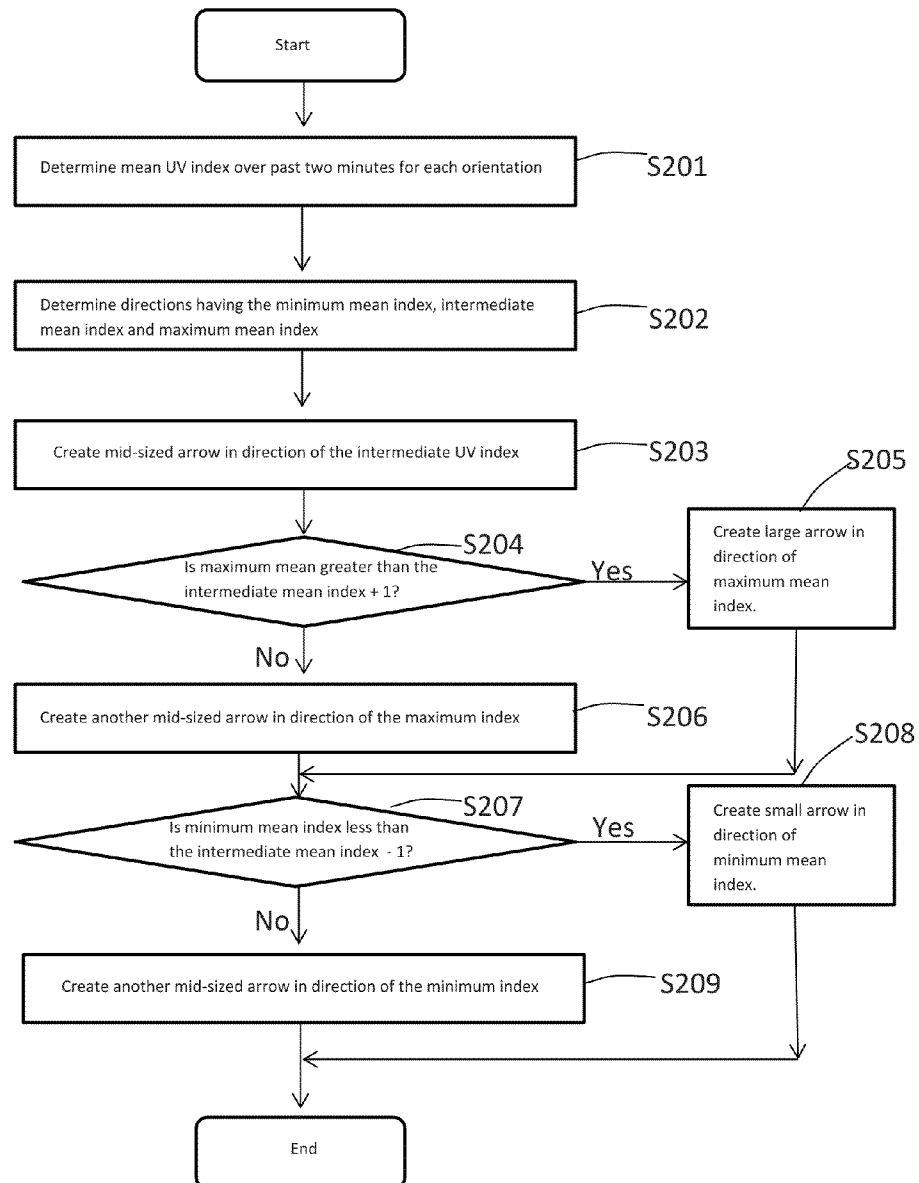 Start
Determine mean UV index over past two minutes for each orientation
S201
Determine directions having the minimum mean index, intermediate
mean index and maximum mean index
S202
Create mid-sized arrow in direction of the intermediate UV index
S203
S204
Is maximum mean greater than the
intermediate mean index + 1?
Yes
S205
Create large arrow in
direction of
maximum mean
index.
No
Create another mid-sized arrow in direction of the maximum index
S206
S207
Is minimum mean index less than
the intermediate mean index - 1?
Yes
S208
Create small arrow in
direction of
minimum mean
index.
No
Create another mid-sized arrow in direction of the minimum index
S209
End